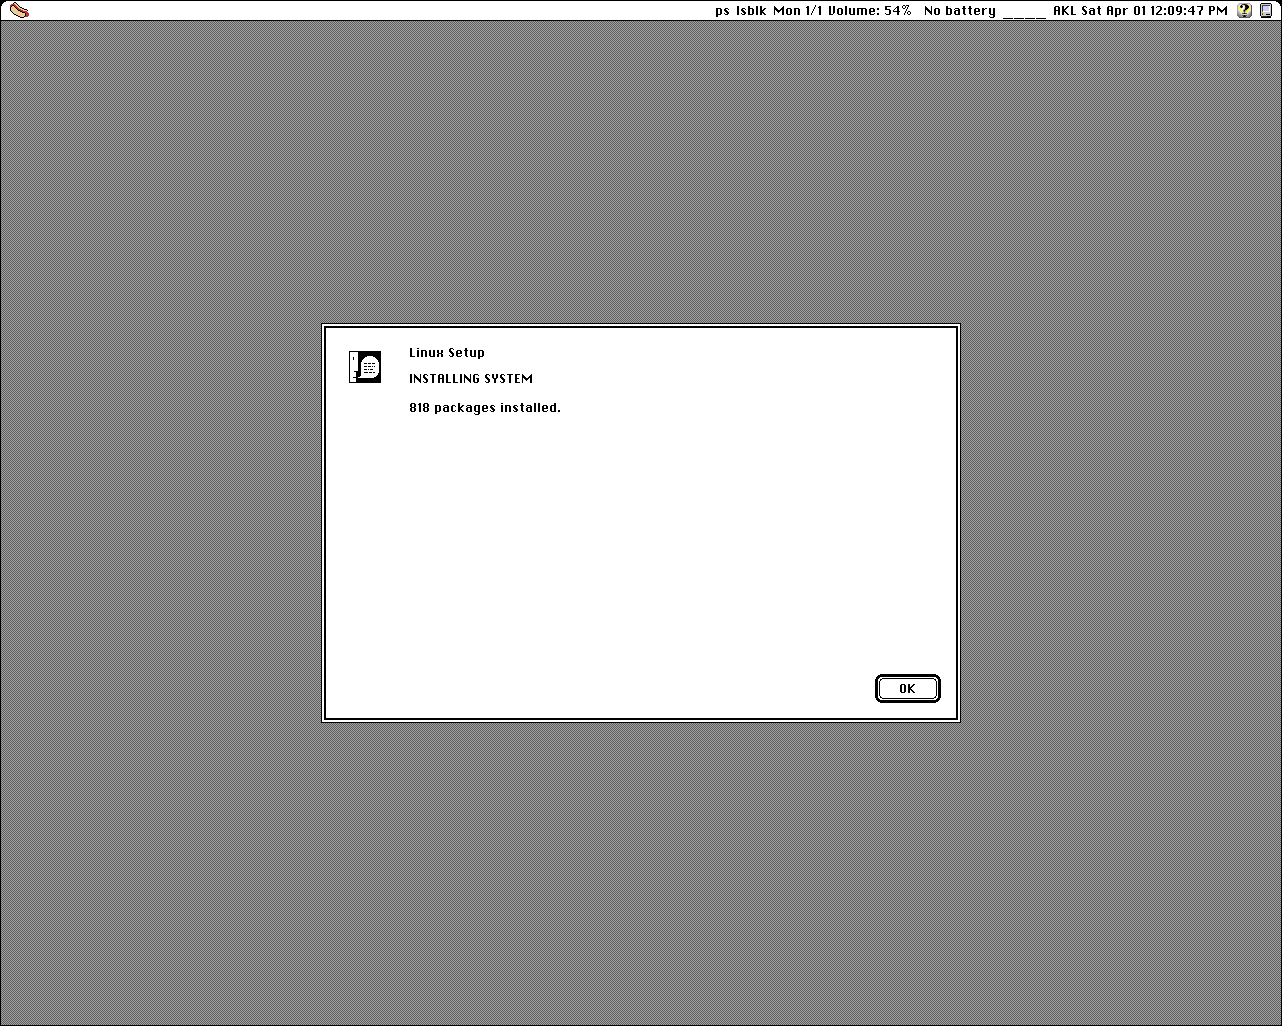 ps lsblk Mon 1/1 Volume: 54% No battery ____ AKL Sat Apr 01 12:09:47 PM
Linux Setup
INSTALLING SYSTEM
818 packages installed.
OK